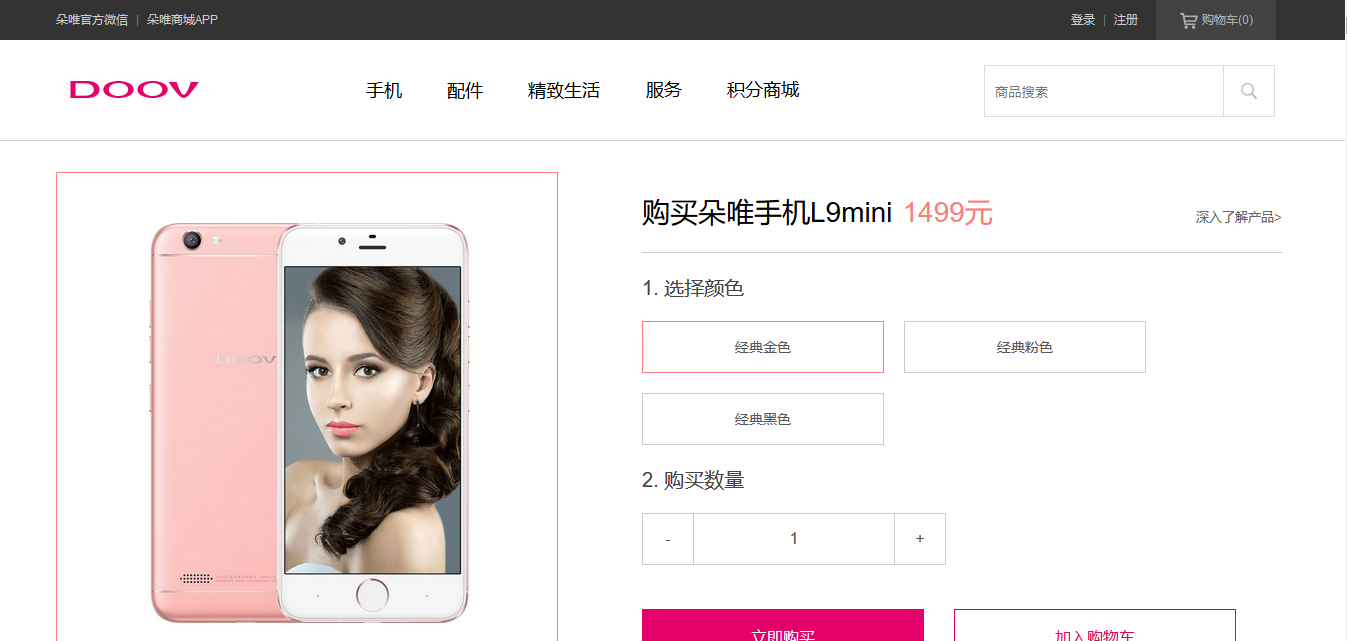 朵唯官方微信 | 朵唯商城APP
登录 | 注册
购物车(0)
DOOV
手机 配件 精致生活 服务 积分商城
商品搜索
购买朵唯手机L9mini 1499元
深入了解产品>
1. 选择颜色
经典金色
经典粉色
经典黑色
2. 购买数量
- 1 +
立即购买
加入购物车
DOOV